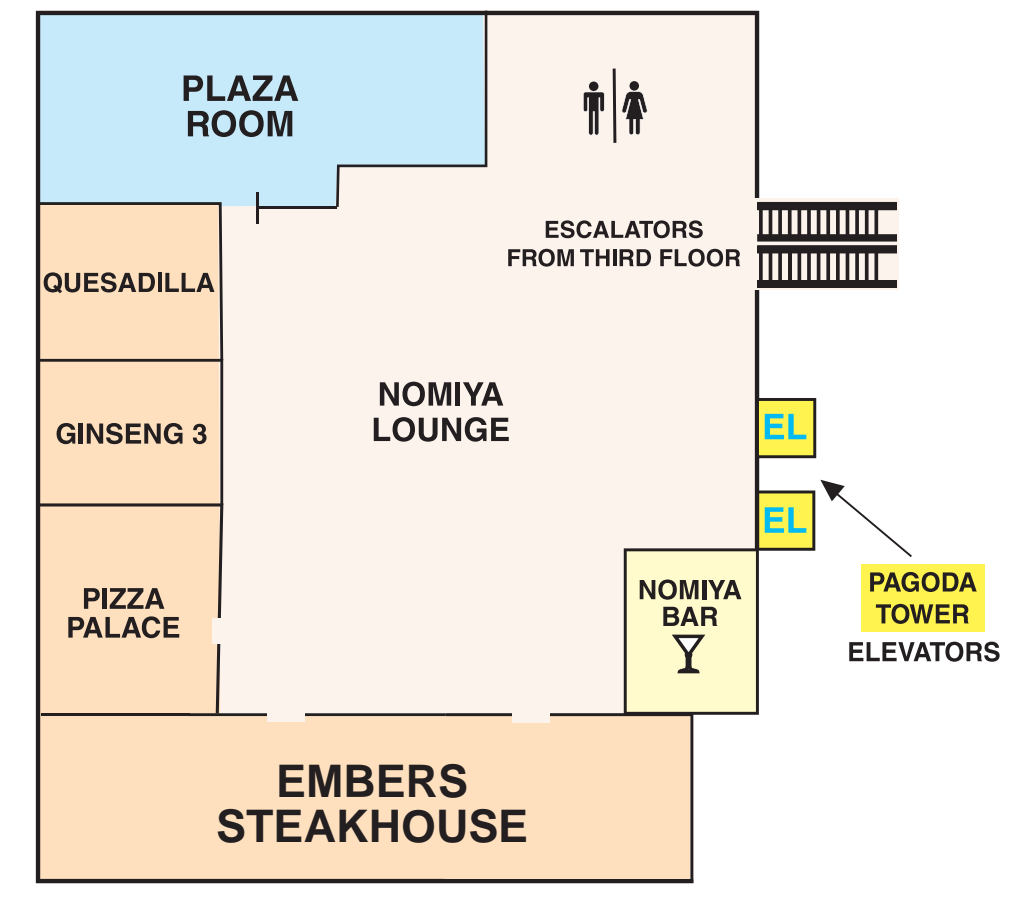 PLAZA
ROOM
ESCALATORS
FROM THIRD FLOOR
QUESADILLA
NOMIYA
LOUNGE
GINSENG 3
EL
EL
PIZZA
PALACE
NOMIYA
BAR
PAGODA
TOWER
ELEVATORS
EMBERS
STEAKHOUSE